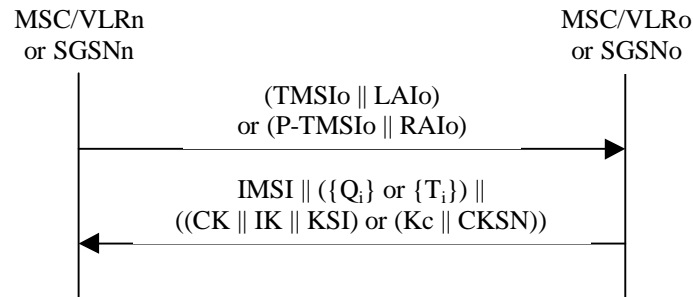 MSC/VLRn
or SGSNn
MSC/VLRo
or SGSNo
(TMSIo || LAIo)
or (P-TMSIo || RAIo)
IMSI || ({Qi} or {Ti}) ||
((CK || IK || KSI) or (Kc || CKSN))